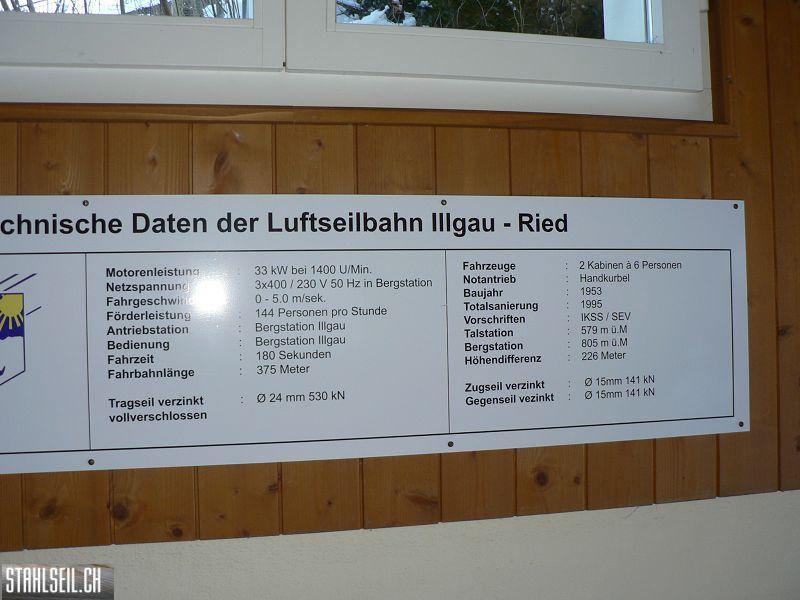 chnische Daten der Luftseilbahn Illgau - Ried
Motorenleistung : 33 kW bei 1400 U/Min.
Netzspannung : 3x400 / 230 V 50 Hz in Bergstation
Fahrgeschwin : 0 - 5.0 m/sek.
Förderleistung : 144 Personen pro Stunde
Antriebstation : Bergstation Illgau
Bedienung : Bergstation Illgau
Fahrzeit : 180 Sekunden
Fahrbahnlänge : 375 Meter
Tragseil verzinkt : Ø 24 mm 530 kN
vollverschlossen
Fahrzeuge : 2 Kabinen à 6 Personen
Notantrieb : Handkurbel
Baujahr : 1953
Totalsanierung : 1995
Vorschriften : IKSS / SEV
Talstation : 579 m ü.M
Bergstation : 805 m ü.M
Höhendifferenz : 226 Meter
Zugseil verzinkt : Ø 15mm 141 kN
Gegenseil vezinkt : Ø 15mm 141 kN
STAHLSEIL.CH